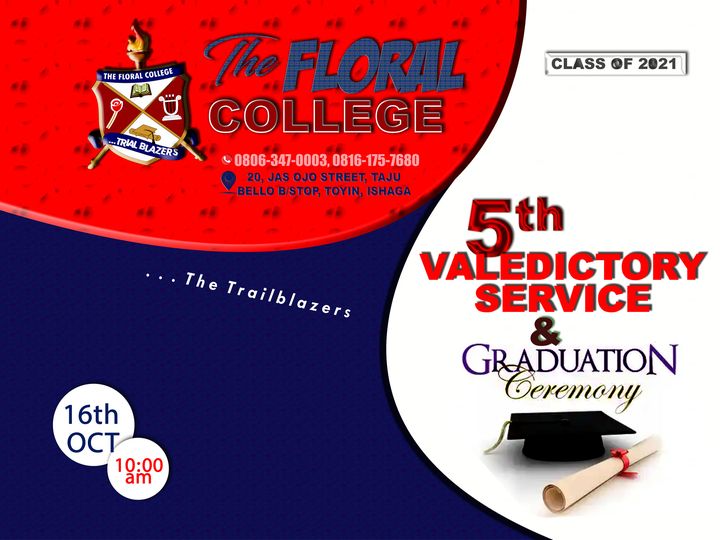 THE FLORAL COLLEGE
...TRIAL BLAZERS
The FLORAL
COLLEGE
0806-347-0003, 0816-175-7680
20, JAS OJO STREET, TAJU
BELLO B/STOP, TOYIN, ISHAGA
CLASS OF 2021
5th
VALEDICTORY
SERVICE
&
GRADUATION
Ceremony
. . . The Trailblazers
16th
OCT
10:00
am